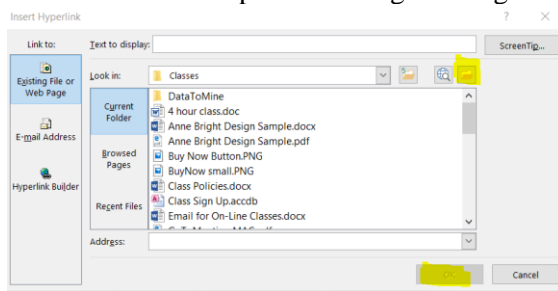 Insert Hyperlink
?
Link to:
Text to display:
ScreenTip...
Existing File or
Web Page
Look in:
Classes
Current
Folder
DataToMine
4 hour class.doc
Anne Bright Design Sample.docx
Anne Bright Design Sample.pdf
E-mail Address
Browsed
Pages
Buy Now Button.PNG
BuyNow small.PNG
Class Policies.docx
Hyperlink Builder
Recent Files
Class Sign Up.accdb
Email for On-Line Classes.docx
Address:
OK
Cancel